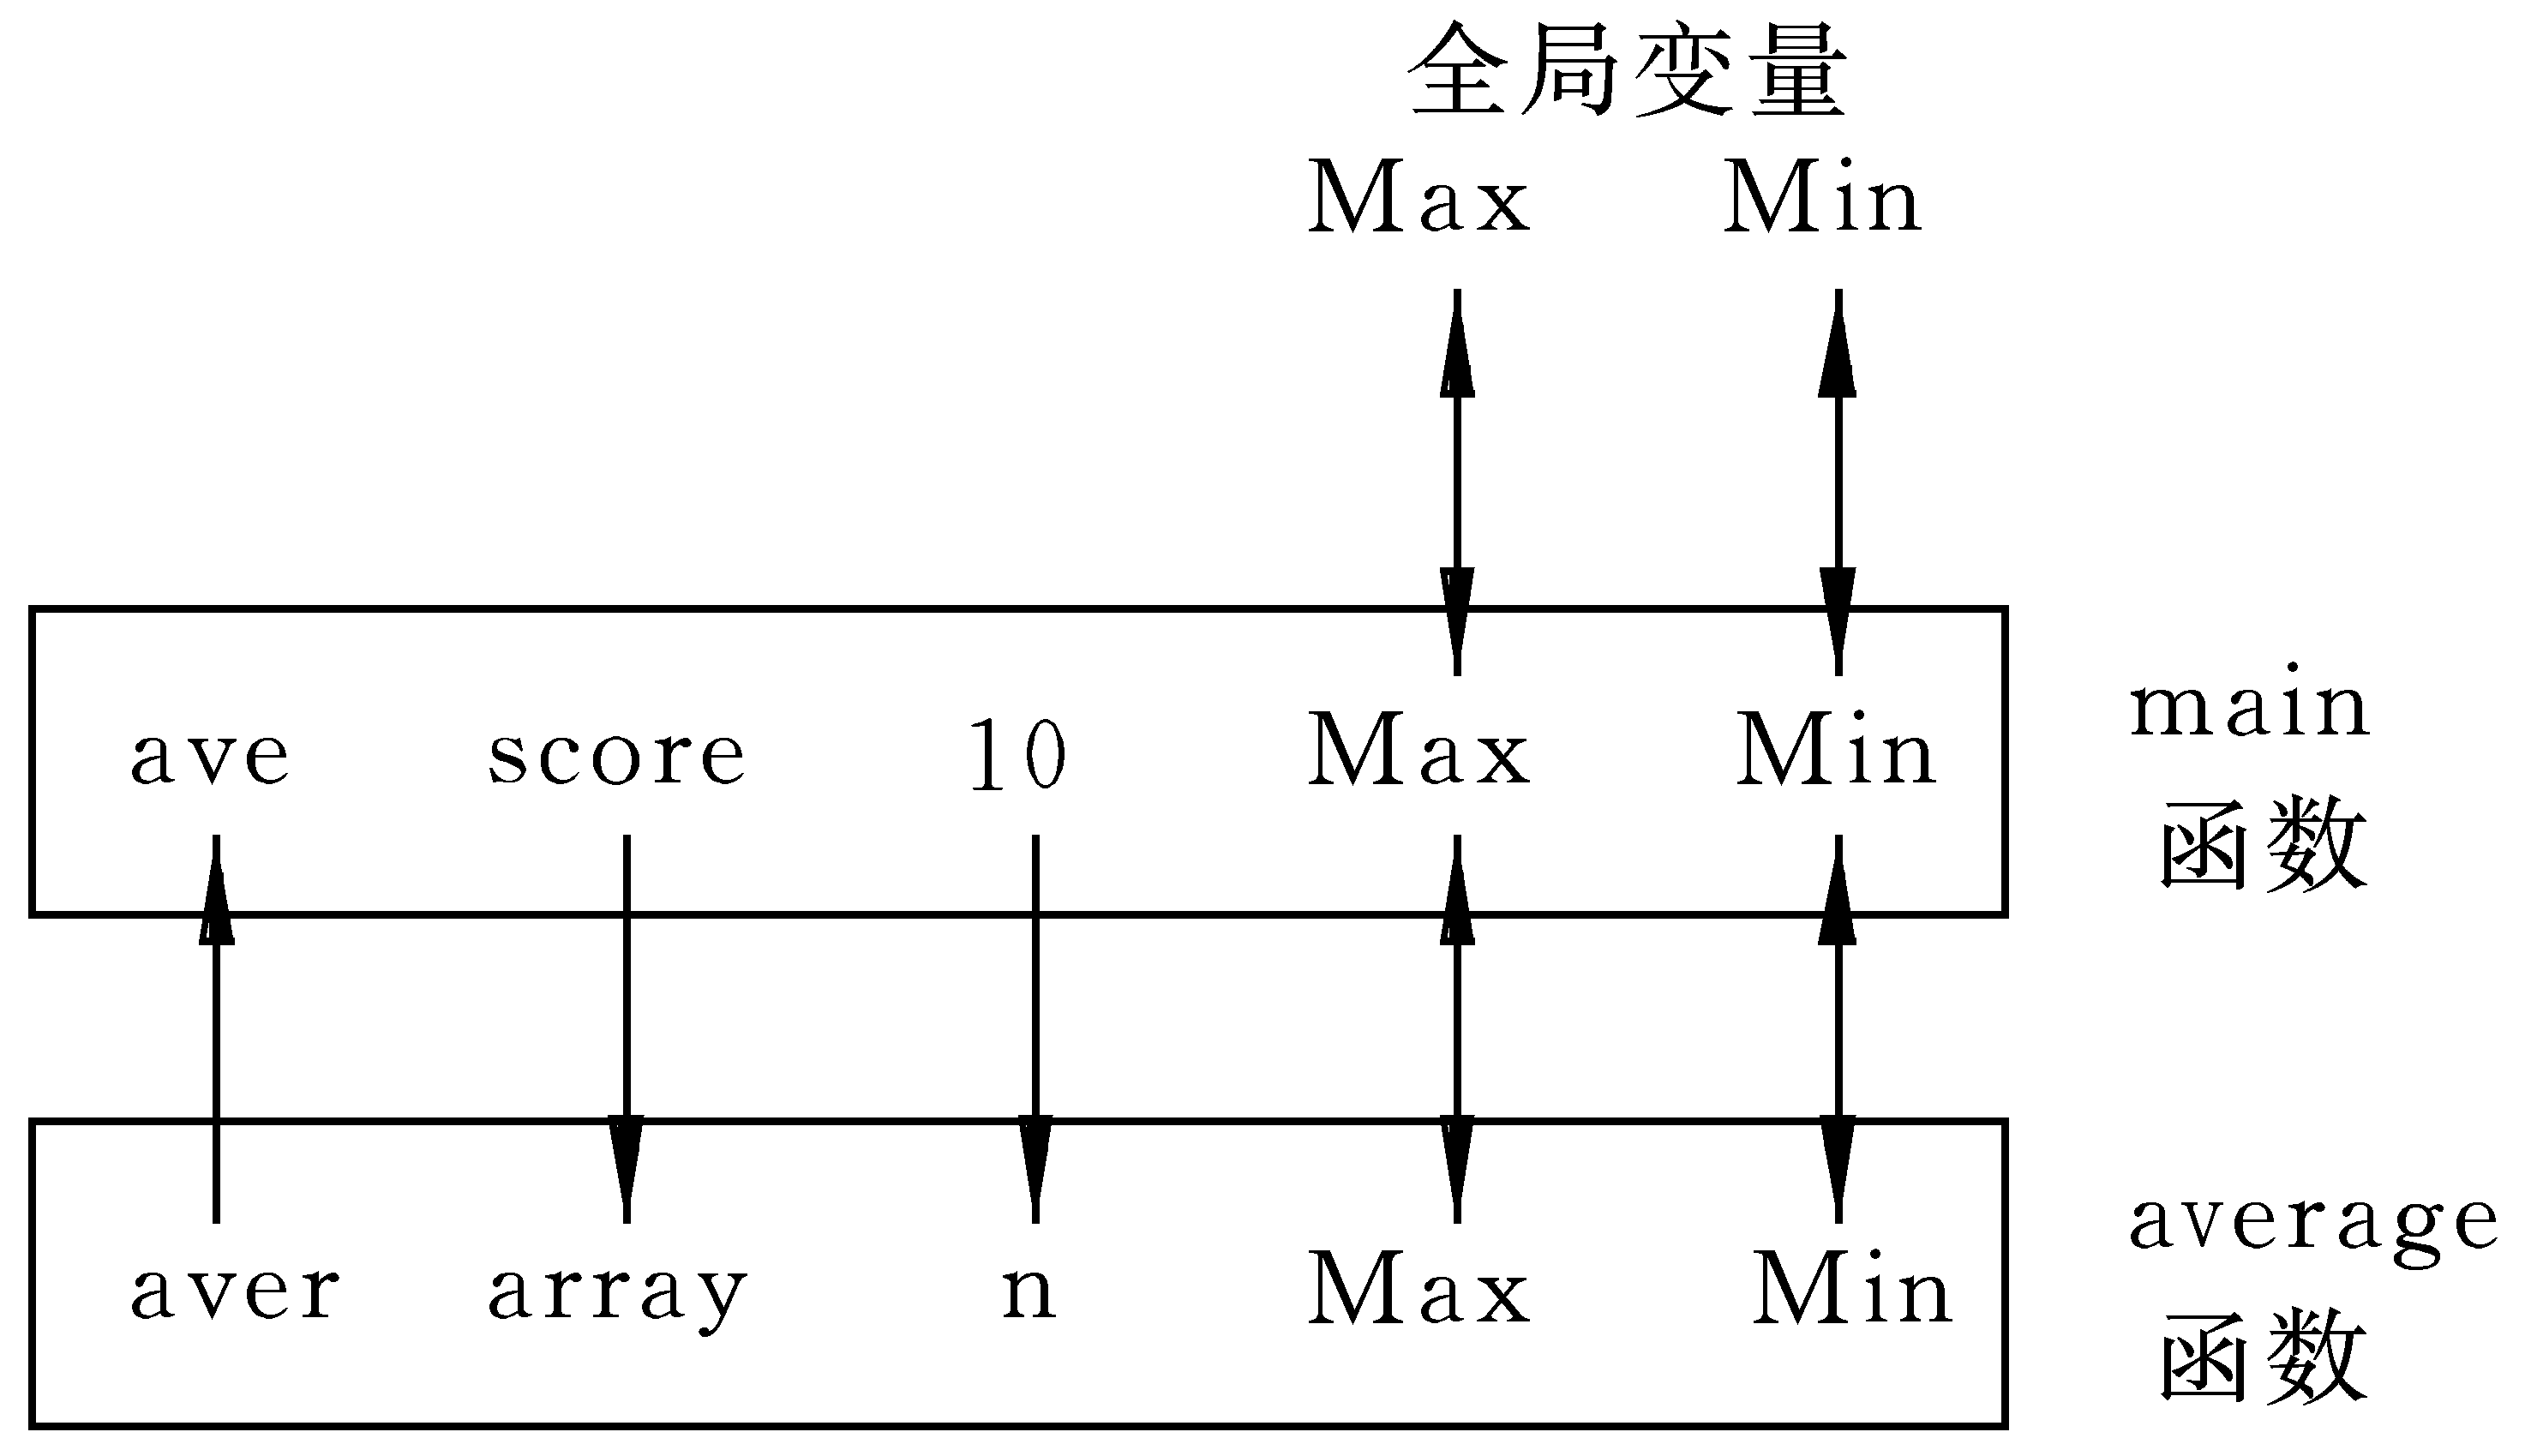 全局变量
Max Min
ave score 10 Max Min
main
函数
aver array n Max Min
average
函数